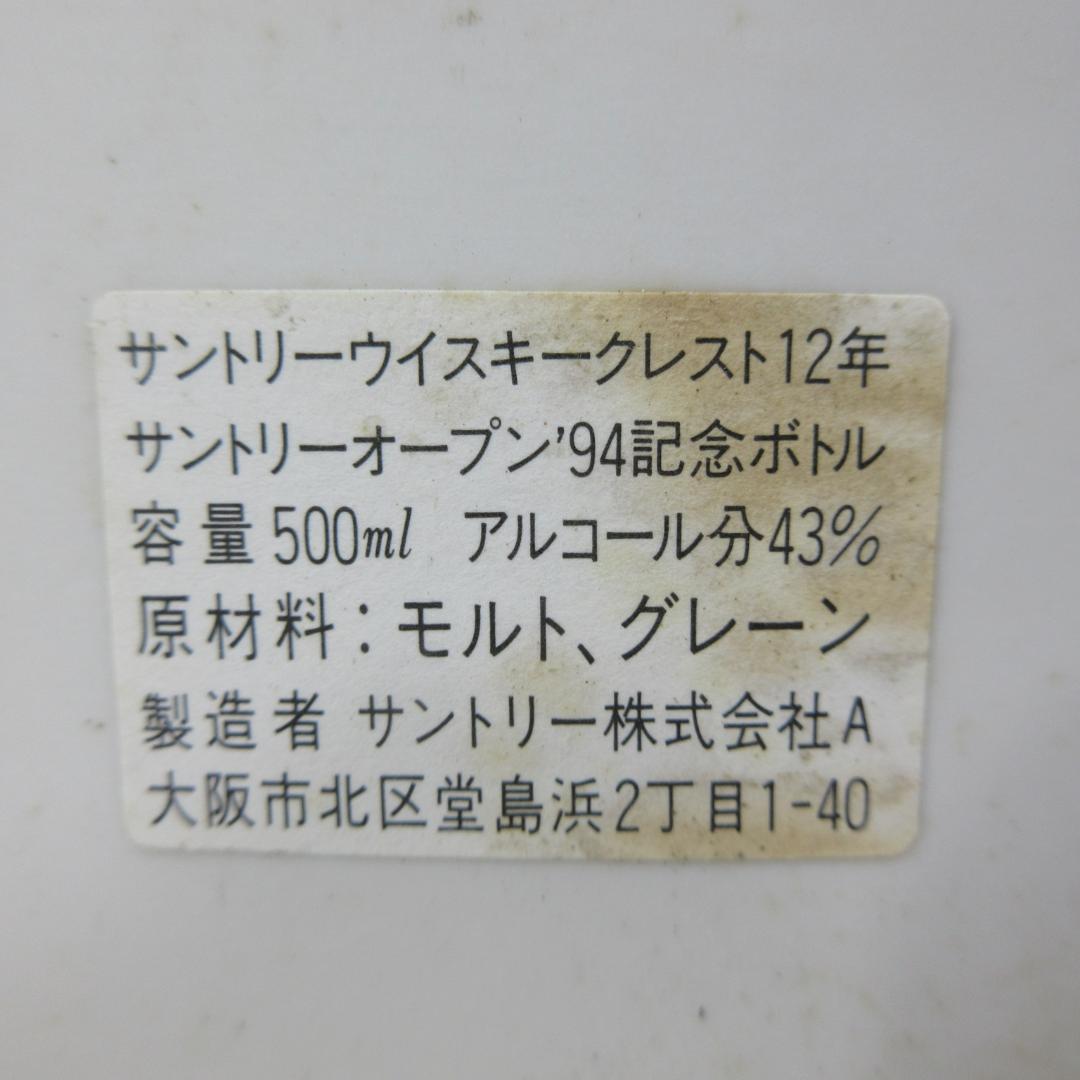 サントリーウイスキークレスト12年
サントリーオープン'94記念ボトル
容量500ml アルコール分43%
原材料：モルト、グレーン
製造者 サントリー株式会社A
大阪市北区堂島浜2丁目1-40